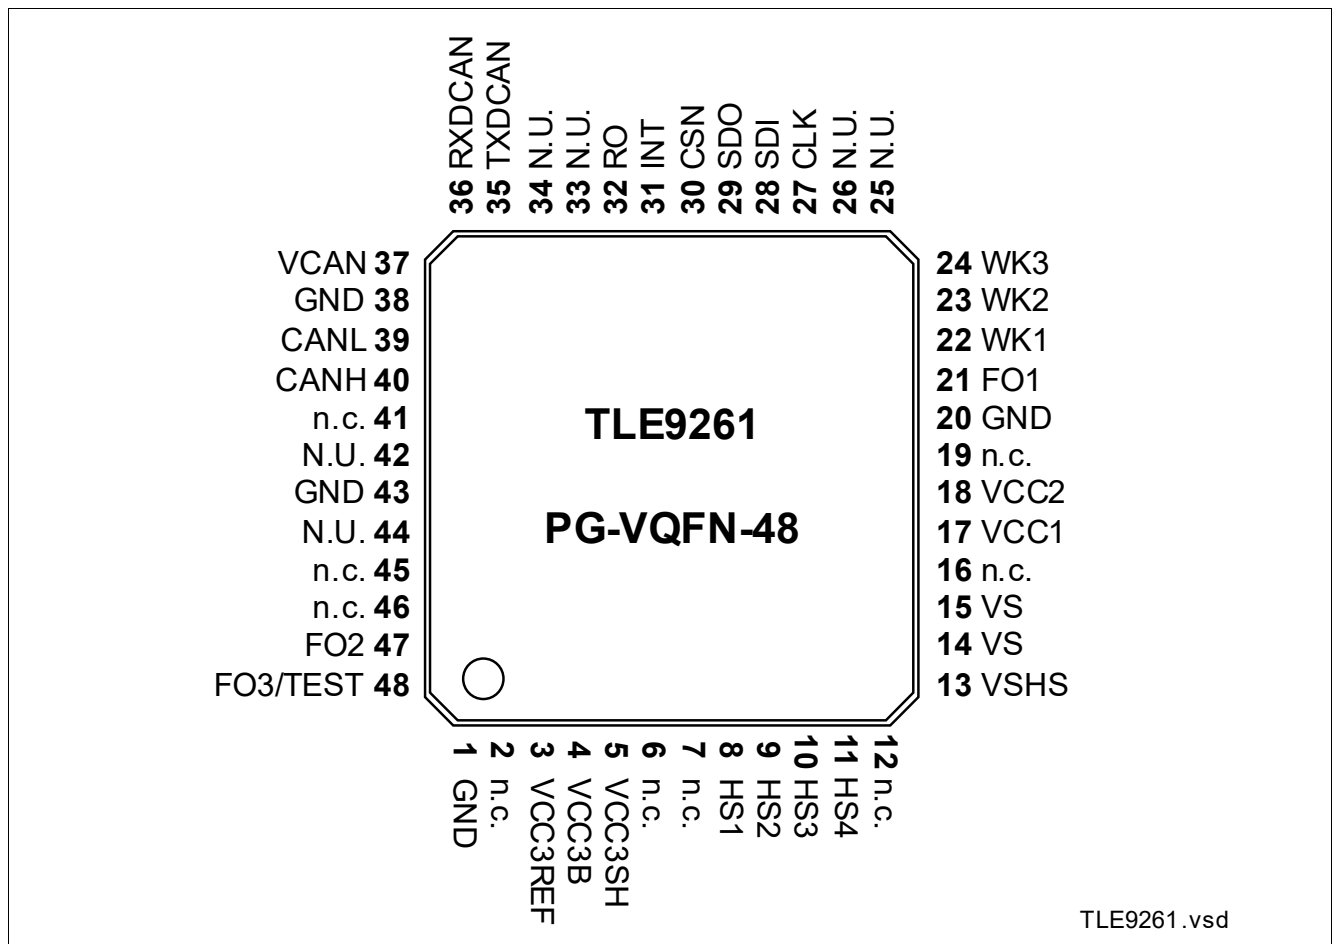 36 RXDCAN
35 TXDCAN
34 N.U.
33 N.U.
32 RO
31 INT
30 CSN
29 SDO
28 SDI
27 CLK
26 N.U.
25 N.U.
VCAN 37
GND 38
CANL 39
CANH 40
n.c. 41
N.U. 42
GND 43
N.U. 44
n.c. 45
n.c. 46
FO2 47
FO3/TEST 48
TLE9261
PG-VQFN-48
24 WK3
23 WK2
22 WK1
21 FO1
20 GND
19 n.c.
18 VCC2
17 VCC1
16 n.c.
15 VS
14 VS
13 VSHS
1 GND
2 n.c.
3 VCC3REF
4 VCC3B
5 VCC3SH
6 n.c.
7 n.c.
8 HS1
9 HS2
10 HS3
11 HS4
12 n.c.
TLE9261.vsd